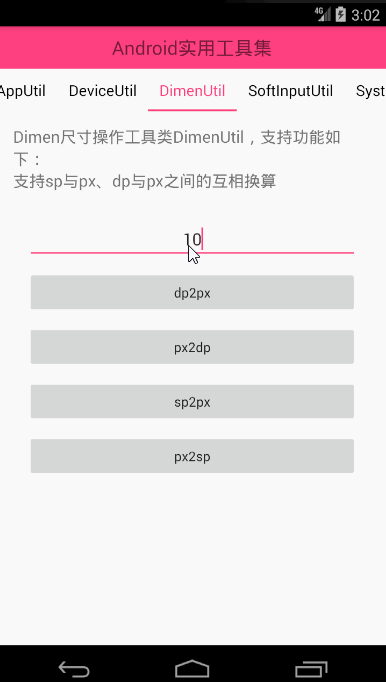 4G 3:02
Android实用工具集
AppUtil DeviceUtil DimenUtil SoftInputUtil Syst
Dimen尺寸操作工具类DimenUtil，支持功能如
下：
支持sp与px、dp与px之间的互相换算
10
dp2px
px2dp
sp2px
px2sp